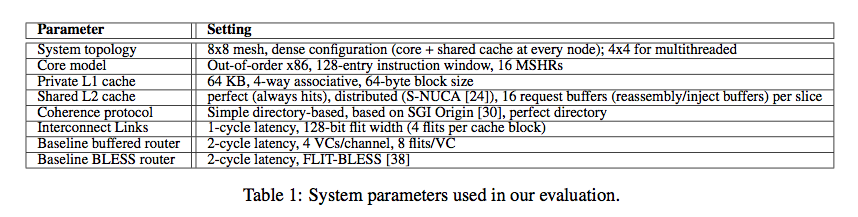 Parameter Setting
System topology 8x8 mesh, dense configuration (core + shared cache at every node); 4x4 for multithreaded
Core model Out-of-order x86, 128-entry instruction window, 16 MSHRs
Private L1 cache 64 KB, 4-way associative, 64-byte block size
Shared L2 cache perfect (always hits), distributed (S-NUCA [24]), 16 request buffers (reassembly/inject buffers) per slice
Coherence protocol Simple directory-based, based on SGI Origin [30], perfect directory
Interconnect Links 1-cycle latency, 128-bit flit width (4 flits per cache block)
Baseline buffered router 2-cycle latency, 4 VCs/channel, 8 flits/VC
Baseline BLESS router 2-cycle latency, FLIT-BLESS [38]
Table 1: System parameters used in our evaluation.